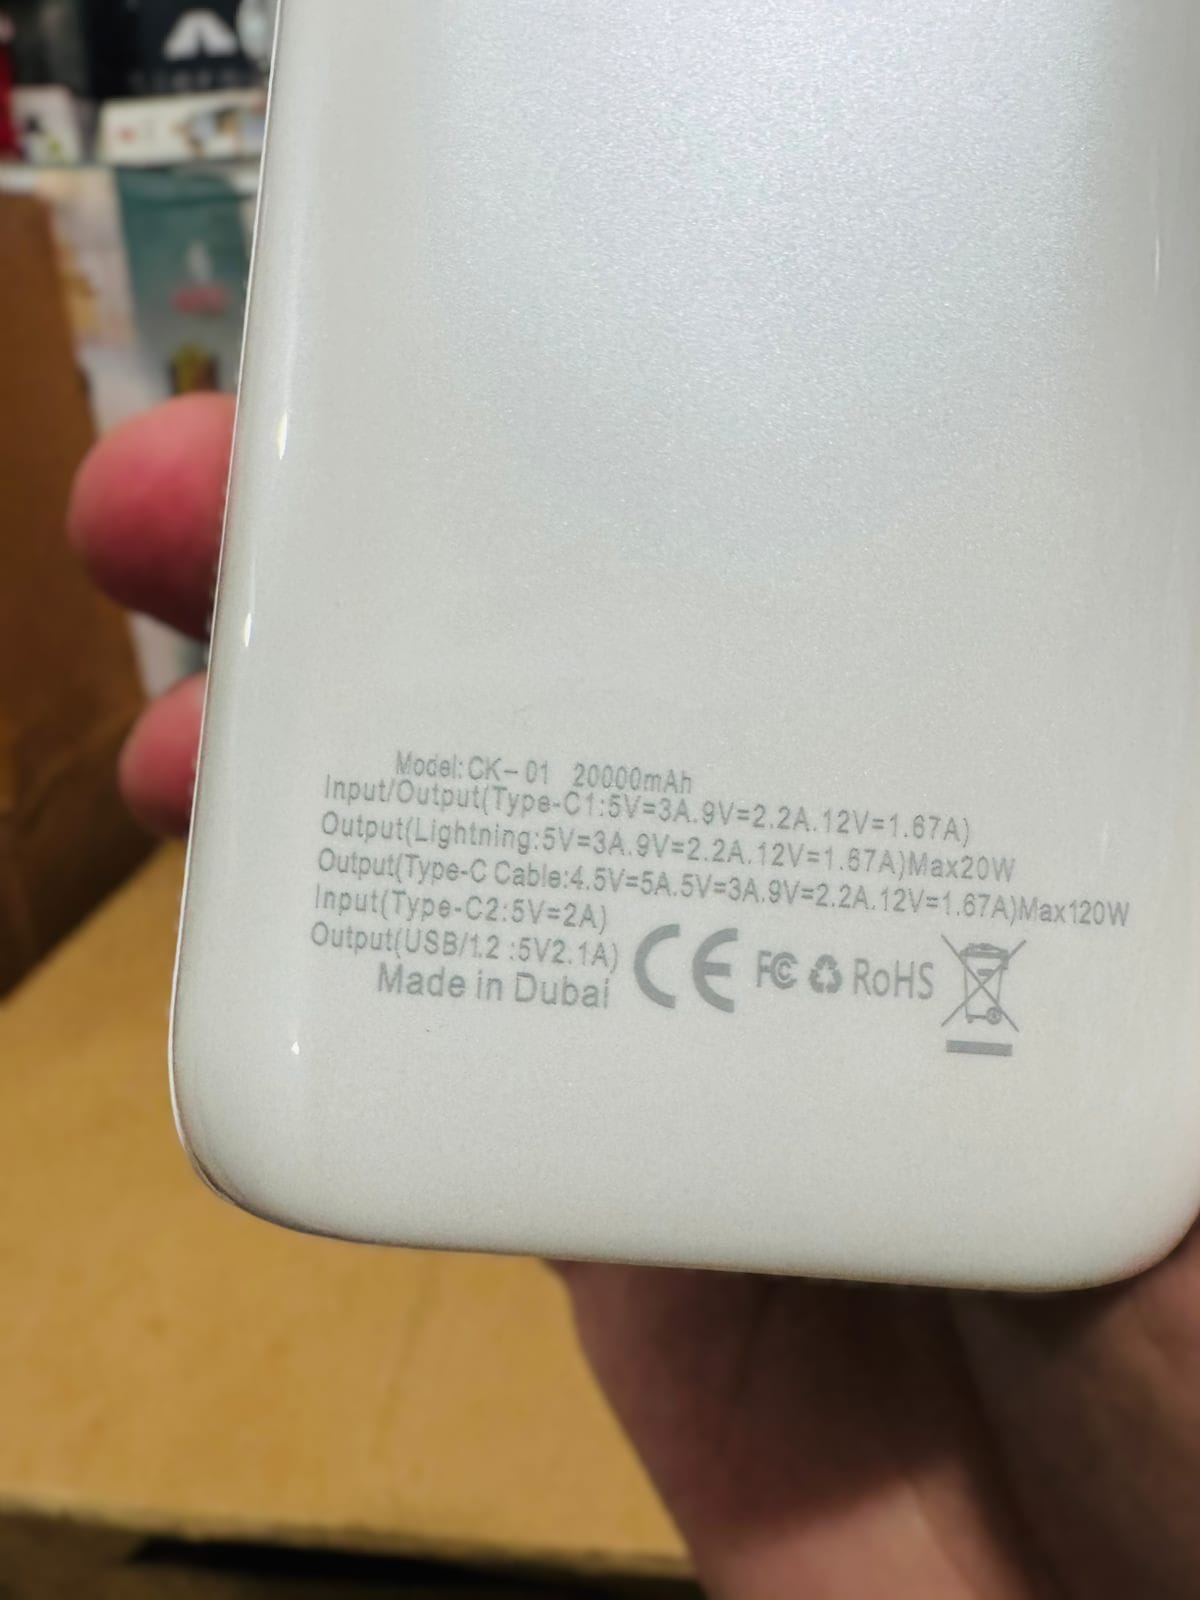 Model:CK-01 20000mAh
Input/Output(Type-C1:5V=3A.9V=2.2A.12V=1.67A)
Output(Lightning:5V=3A.9V=2.2A.12V=1.67A)Max20W
Output(Type-C Cable:4.5V=5A.5V=3A.9V=2.2A.12V=1.67A)Max120W
Input(Type-C2:5V=2A)
Output(USB/1.2 :5V2.1A)
Made in Dubai
CE FC RoHS